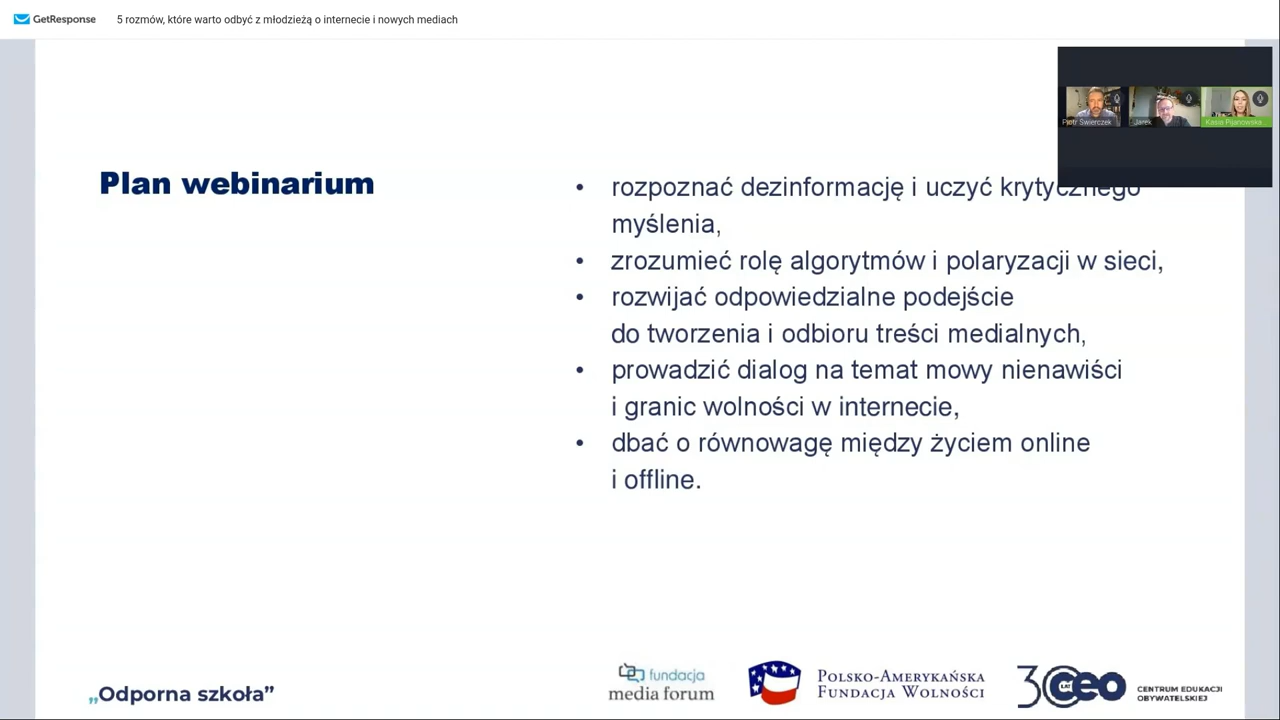 GetResponse
5 rozmów, które warto odbyć z młodzieżą o internecie i nowych mediach
Piotr Świerczek
Jarek
Kasia Pijanowska...
Plan webinarium
• rozpoznać dezinformację i uczyć krytycznego
myślenia,
• zrozumieć rolę algorytmów i polaryzacji w sieci,
• rozwijać odpowiedzialne podejście
do tworzenia i odbioru treści medialnych,
• prowadzić dialog na temat mowy nienawiści
i granic wolności w internecie,
• dbać o równowagę między życiem online
i offline.
„Odporna szkoła”
fundacja
media forum
Polsko-Amerykańska
Fundacja Wolności
30 LAT ceo
CENTRUM EDUKACJI
OBYWATELSKIEJ